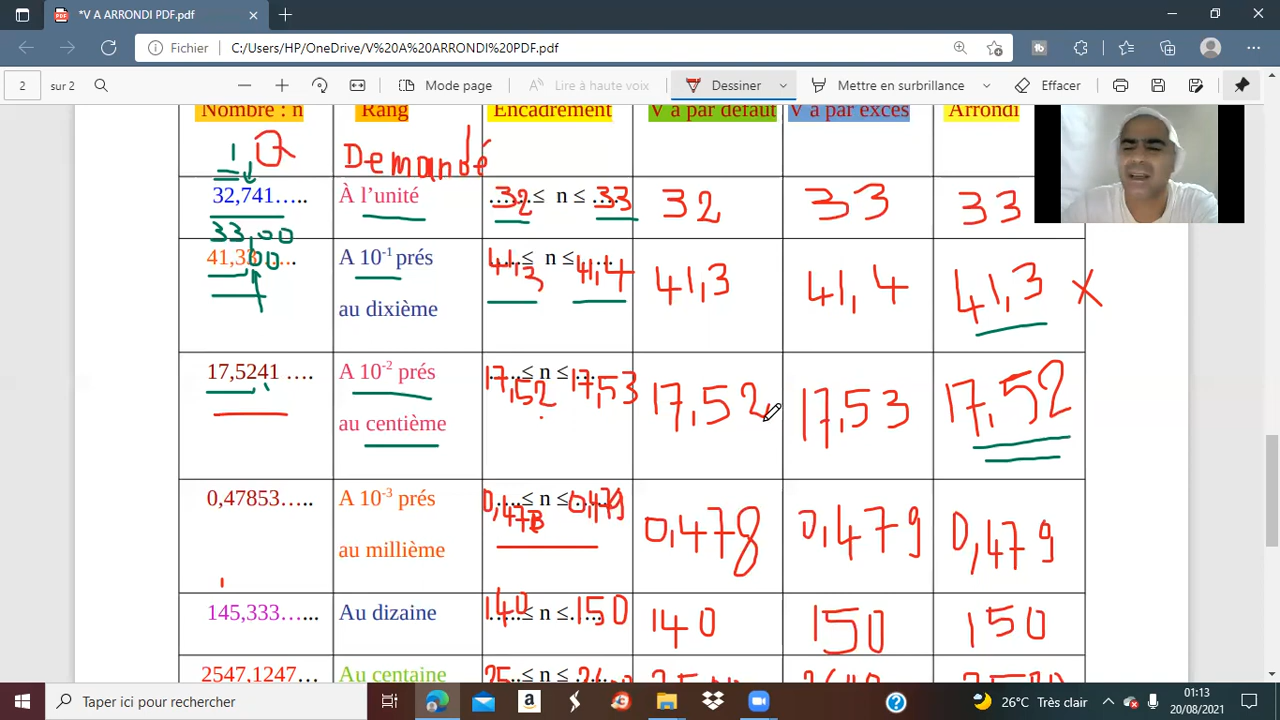 *V A ARRONDI PDF.pdf
Fichier C:/Users/HP/OneDrive/V%20A%20ARRONDI%20PDF.pdf
2 sur 2 Mode page Lire à haute voix Dessiner Mettre en surbrillance Effacer
Nombre : n Rang Encadrement V a par défaut V a par excés Arrondi
1 Demandé
32,741….. À l’unité 32 ≤ n ≤ 33 32 33 33
33,00
41,33 A 10-1 prés 41,3 ≤ n ≤ 41,4 41,3 41,4 41,3 X
00
au dixième
17,5241 …. A 10-2 prés 17,52 ≤ n ≤ 17,53 17,52 17,53 17,52
au centième
0,47853….. A 10-3 prés 0,478 ≤ n ≤ 0,479 0,478 0,479 0,479
au millième
145,333…... Au dizaine 140 ≤ n ≤ 150 140 150 150
2547,1247…... Au centaine ≤ n ≤
Taper ici pour rechercher
26°C Très clair
01:13
20/08/2021